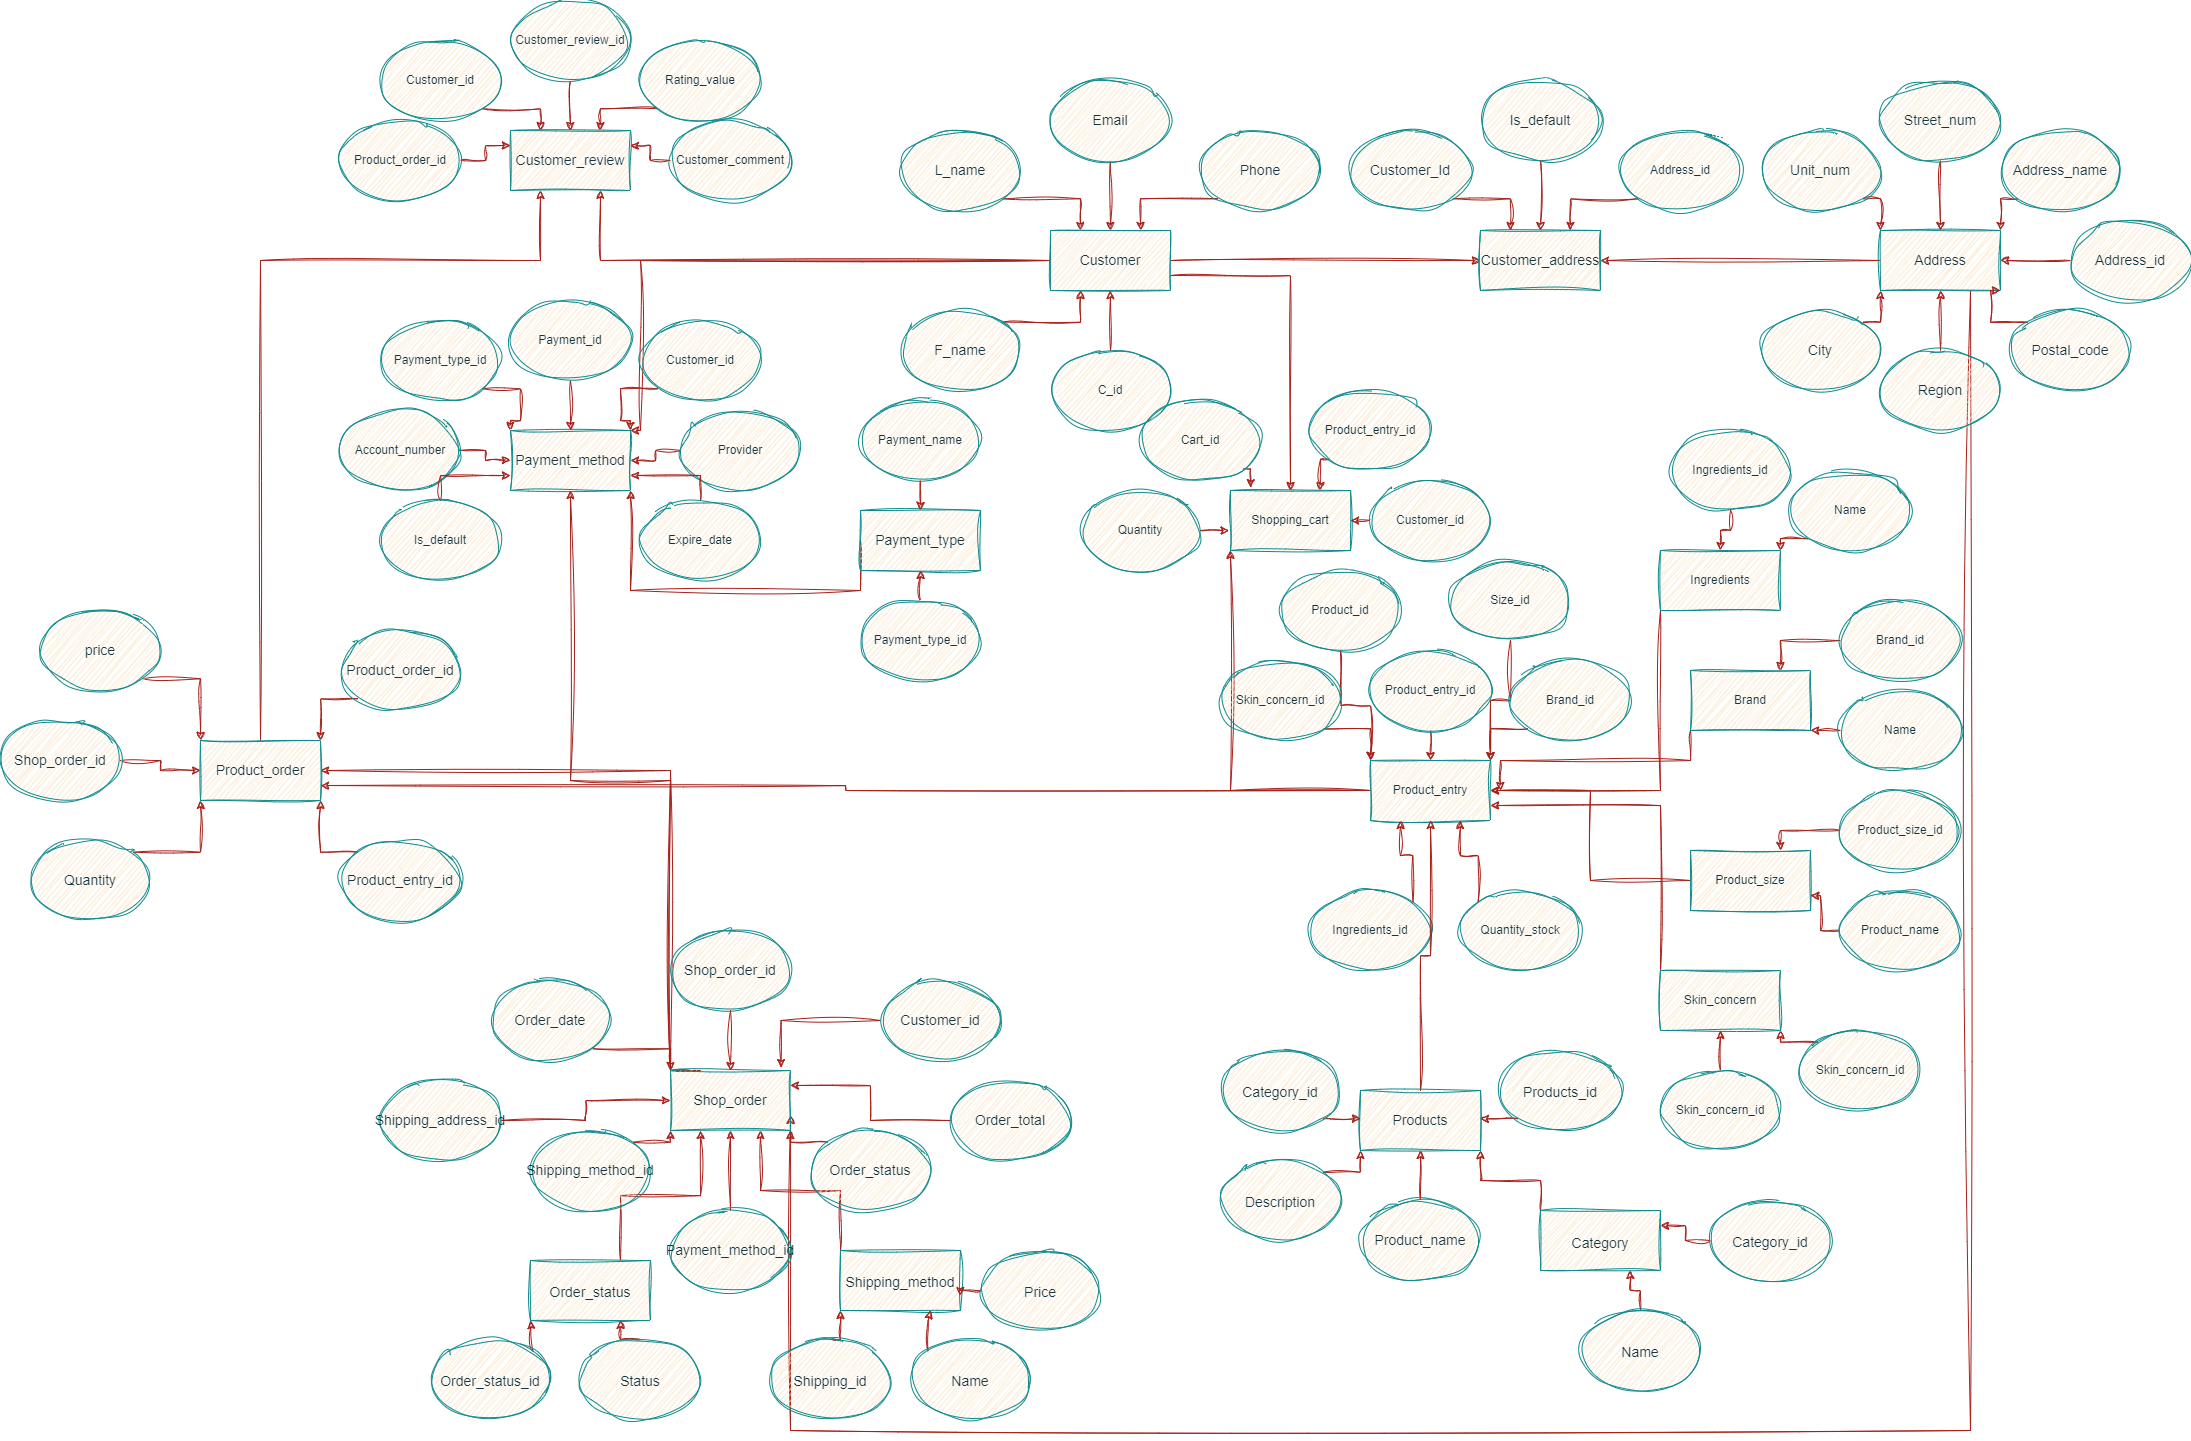 Customer_review_id
Customer_id
Rating_value
Product_order_id
Customer_review
Customer_comment
Email
L_name
Phone
Customer
F_name
C_id
Is_default
Customer_Id
Address_id
Customer_address
Street_num
Unit_num
Address_name
Address
Address_id
City
Region
Postal_code
Payment_id
Payment_type_id
Customer_id
Account_number
Payment_method
Provider
Is_default
Expire_date
Payment_name
Payment_type
Payment_type_id
Cart_id
Product_entry_id
Quantity
Shopping_cart
Customer_id
Ingredients_id
Name
Ingredients
Product_id
Size_id
Skin_concern_id
Product_entry_id
Brand_id
Product_entry
Ingredients_id
Quantity_stock
Brand_id
Brand
Name
Product_size_id
Product_size
Product_name
Skin_concern
Skin_concern_id
Skin_concern_id
price
Product_order_id
Shop_order_id
Product_order
Quantity
Product_entry_id
Shop_order_id
Order_date
Customer_id
Shipping_address_id
Shop_order
Order_total
Shipping_method_id
Order_status
Payment_method_id
Order_status
Order_status_id
Status
Shipping_method
Price
Shipping_id
Name
Category_id
Products_id
Products
Description
Product_name
Category
Category_id
Name